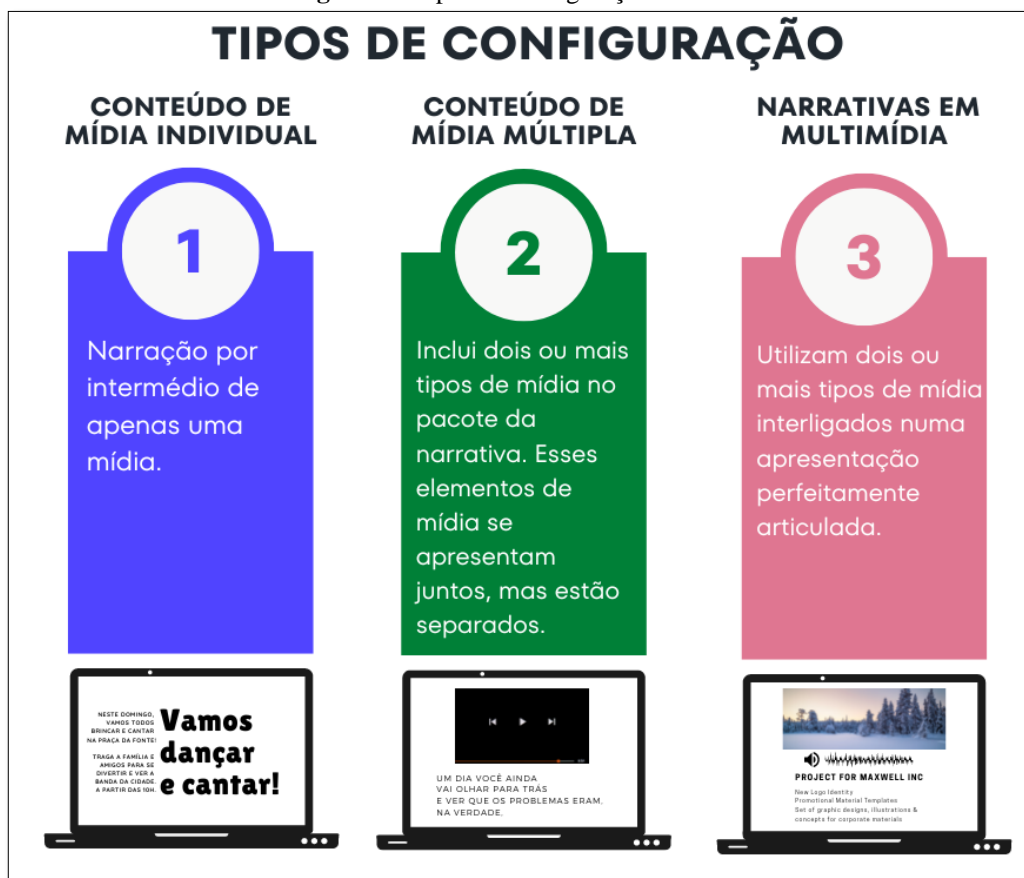 TIPOS DE CONFIGURAÇÃO
CONTEÚDO DE
MÍDIA INDIVIDUAL
1
Narração por
intermédio de
apenas uma
mídia.
NESTE DOMINGO,
VAMOS TODOS
BRINCAR E CANTAR
NA PRAÇA DA FONTE!
TRAGA A FAMÍLIA E
AMIGOS PARA SE
DIVERTIR E VER A
BANDA DA CIDADE.
A PARTIR DAS 10H.
Vamos
dançar
e cantar!
CONTEÚDO DE
MÍDIA MÚLTIPLA
2
Inclui dois ou mais
tipos de mídia no
pacote da
narrativa. Esses
elementos de
mídia se
apresentam
juntos, mas estão
separados.
UM DIA VOCÊ AINDA
VAI OLHAR PARA TRÁS
E VER QUE OS PROBLEMAS ERAM,
NA VERDADE,
NARRATIVAS EM
MULTIMÍDIA
3
Utilizam dois ou
mais tipos de mídia
interligados numa
apresentação
perfeitamente
articulada.
PROJECT FOR MAXWELL INC
New Logo Identity
Promotional Material Templates
Set of graphic designs, illustrations &
concepts for corporate materials